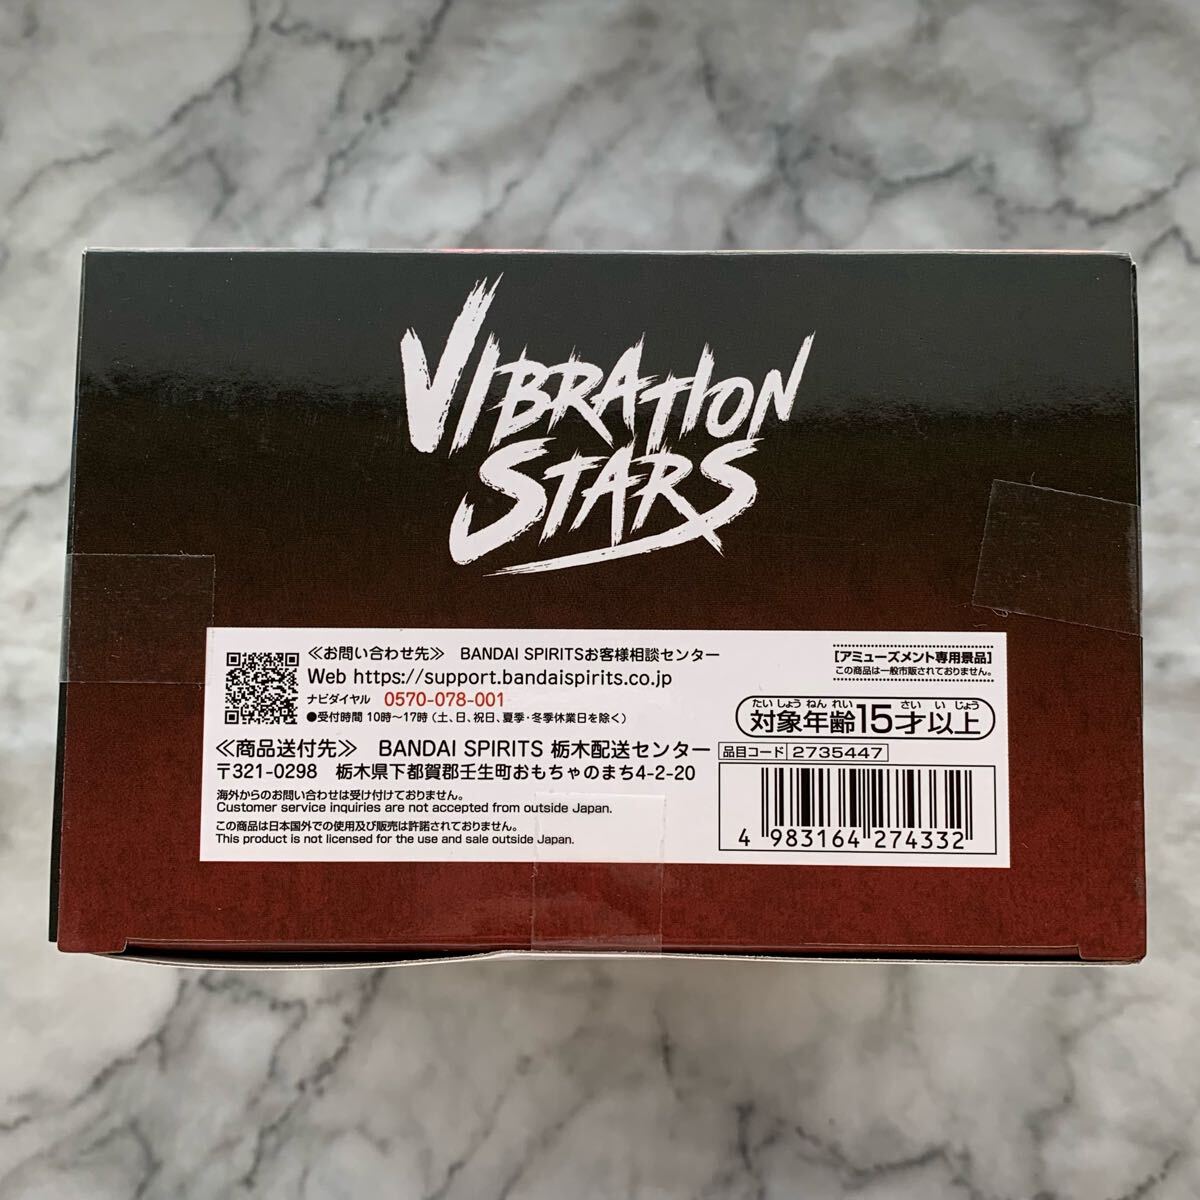 VIBRATION
STARS
≪お問い合わせ先≫ BANDAI SPIRITSお客様相談センター
Web https://support.bandaispirits.co.jp
ナビダイヤル 0570-078-001
●受付時間 10時〜17時(土、日、祝日、夏季・冬季休業日を除く)
≪商品送付先≫ BANDAI SPIRITS 栃木配送センター
〒321-0298 栃木県下都賀郡壬生町おもちゃのまち4-2-20
海外からのお問い合わせは受け付けておりません。
Customer service inquiries are not accepted from outside Japan.
この商品は日本国外での使用及び販売は許諾されておりません。
This product is not licensed for the use and sale outside Japan.
[アミューズメント専用景品]
この商品は一般市販されておりません。
たいしょうねんれい さいいじょう
対象年齢15才以上
品目コード 2735447
4 983164 274332